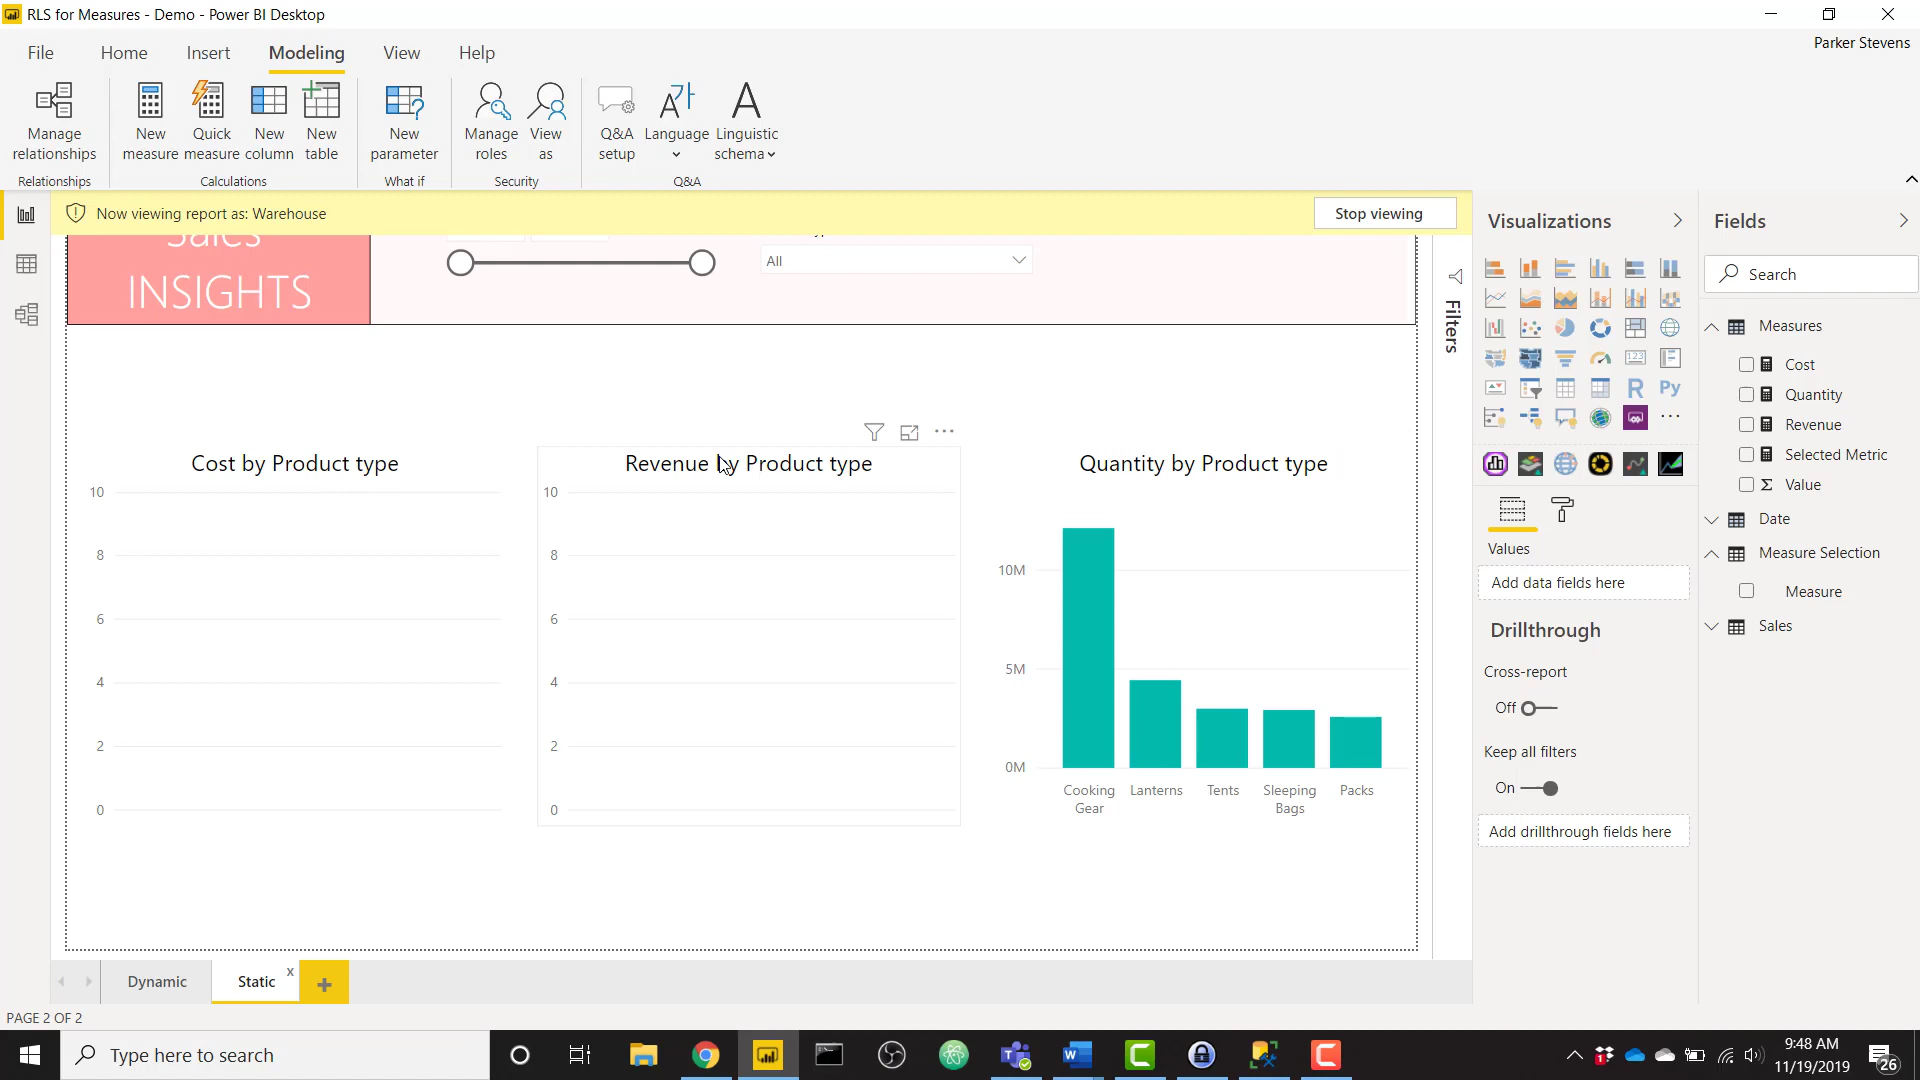 RLS for Measures - Demo - Power BI Desktop
Parker Stevens
File Home Insert Modeling View Help
Manage relationships
New measure
Quick measure
New column
New table
New parameter
Manage roles
View as
Q&A setup
Language
Linguistic schema
Relationships
Calculations
What if
Security
Q&A
Now viewing report as: Warehouse
Stop viewing
Sales
INSIGHTS
All
Filters
Cost by Product type
10
8
6
4
2
0
Revenue by Product type
10
8
6
4
2
0
Quantity by Product type
10M
5M
0M
Cooking Gear
Lanterns
Tents
Sleeping Bags
Packs
Visualizations
123
R
Py
Values
Add data fields here
Drillthrough
Cross-report
Off
Keep all filters
On
Add drillthrough fields here
Fields
Search
Measures
Cost
Quantity
Revenue
Selected Metric
Σ Value
Date
Measure Selection
Measure
Sales
Dynamic
Static
x
+
PAGE 2 OF 2
Type here to search
9:48 AM
11/19/2019
26